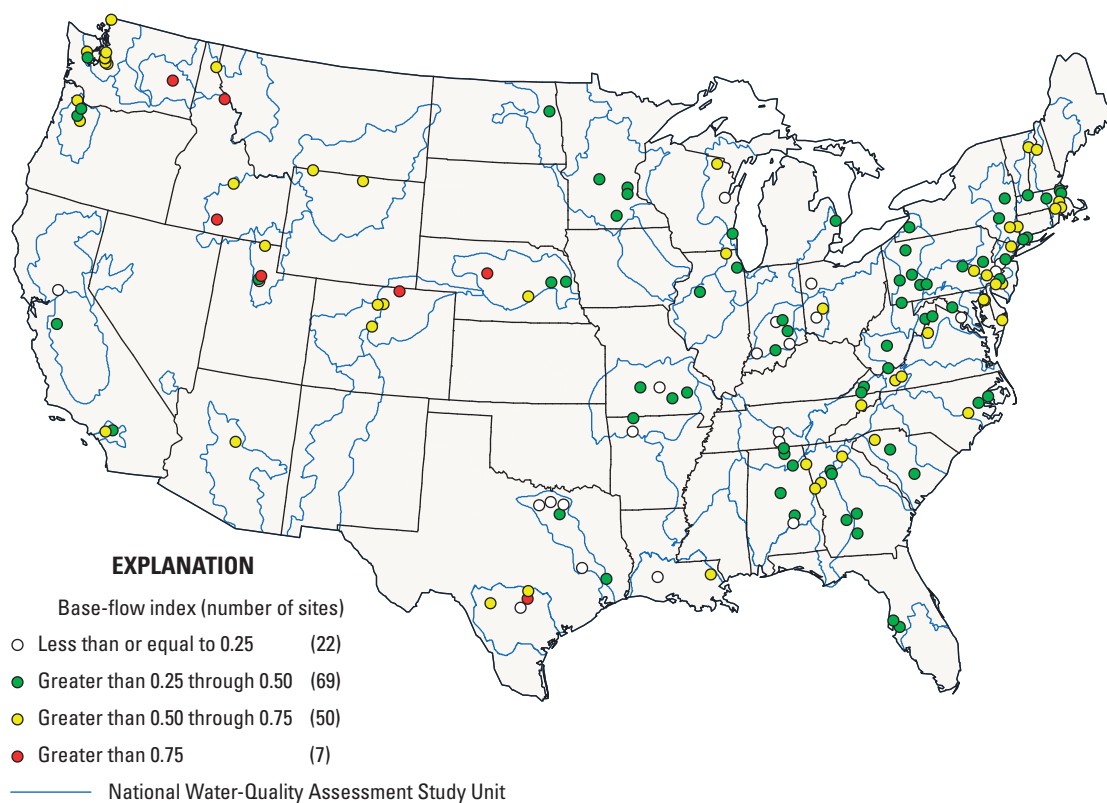 EXPLANATION
Base-flow index (number of sites)
Less than or equal to 0.25 (22)
Greater than 0.25 through 0.50 (69)
Greater than 0.50 through 0.75 (50)
Greater than 0.75 (7)
National Water-Quality Assessment Study Unit